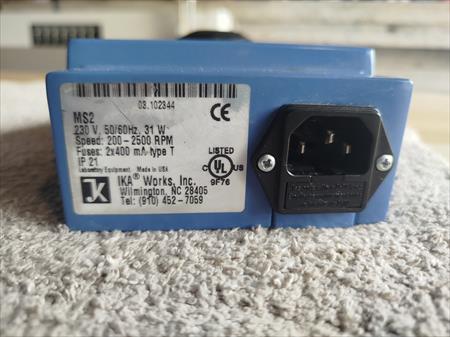 03.102344
MS2
230 V, 50/60Hz, 31 W
Speed: 200 - 2500 RPM
Fuses: 2x400 mA type T
IP 21
Laboratory Equipment Made in USA
IKA® Works, Inc.
Wilmington, NC 28405
Tel: (910) 452-7059
CE
LISTED
C UL US
9F76